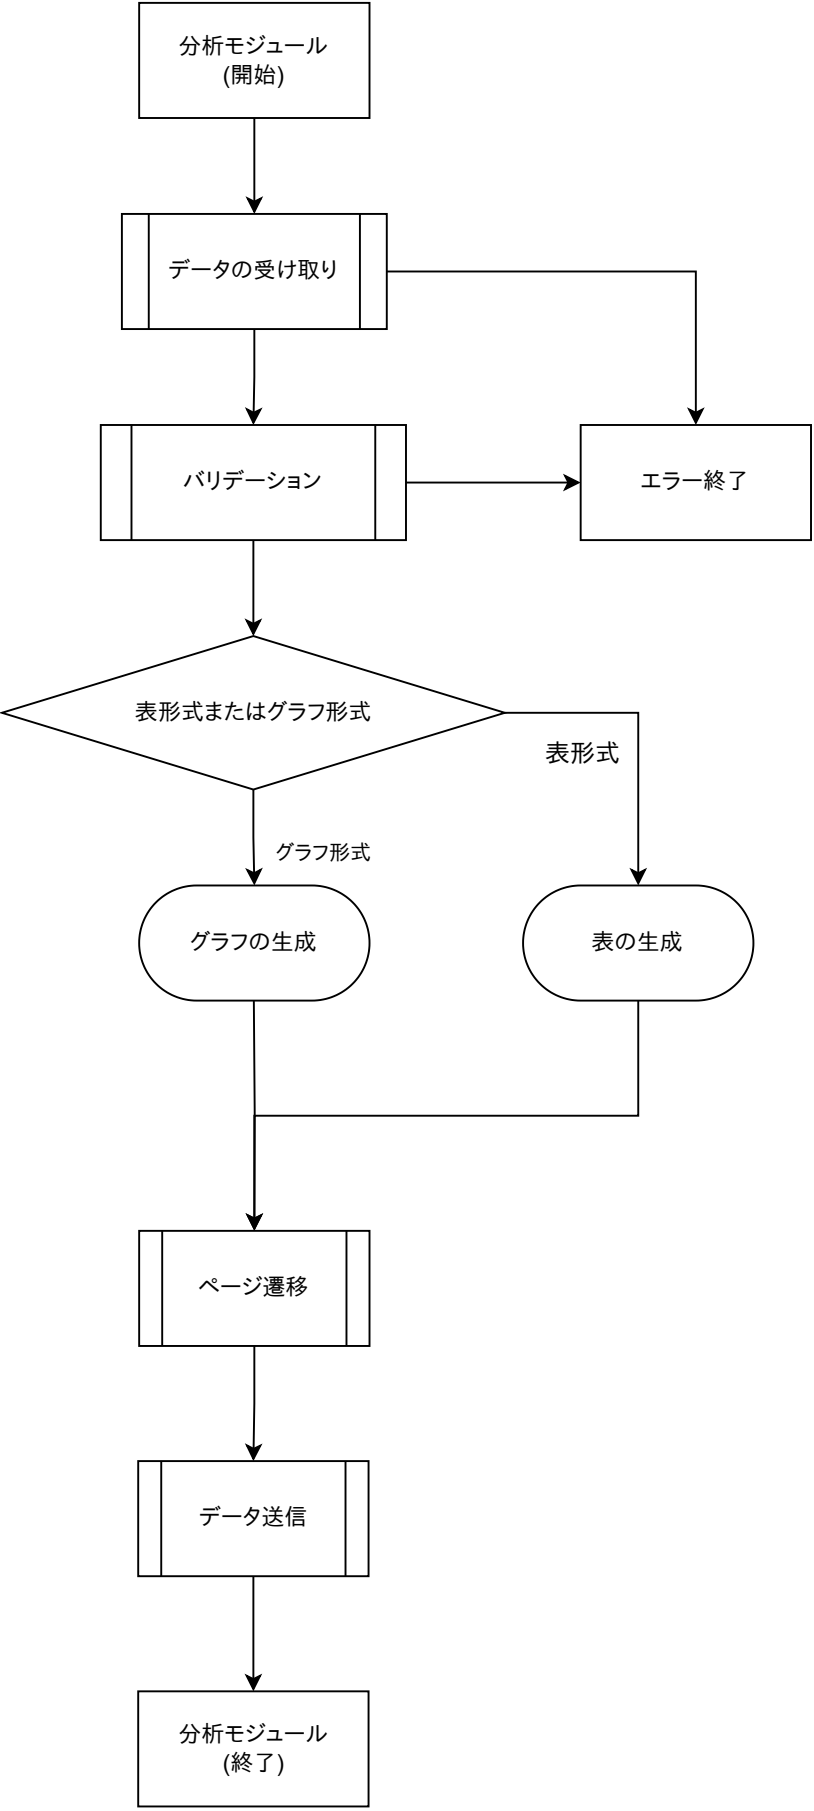 分析モジュール
(開始)
データの受け取り
バリデーション
エラー終了
表形式またはグラフ形式
表形式
グラフ形式
グラフの生成
表の生成
ページ遷移
データ送信
分析モジュール
(終了)